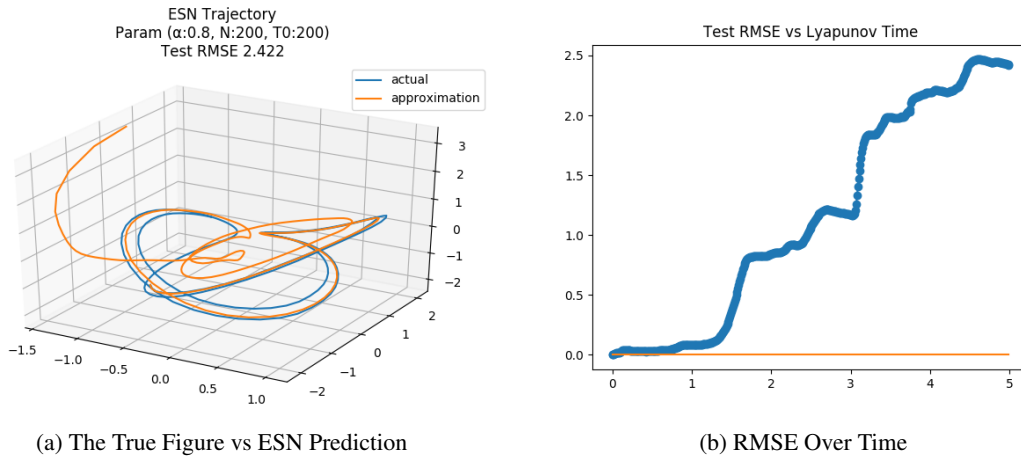 ESN Trajectory
Param (α:0.8, N:200, T0:200)
Test RMSE 2.422
actual
approximation
3
2
1
0
−1
−2
−1.5
−1.0
−0.5
0.0
0.5
1.0
−2
−1
0
1
2
(a) The True Figure vs ESN Prediction
Test RMSE vs Lyapunov Time
2.5
2.0
1.5
1.0
0.5
0.0
0 1 2 3 4 5
(b) RMSE Over Time